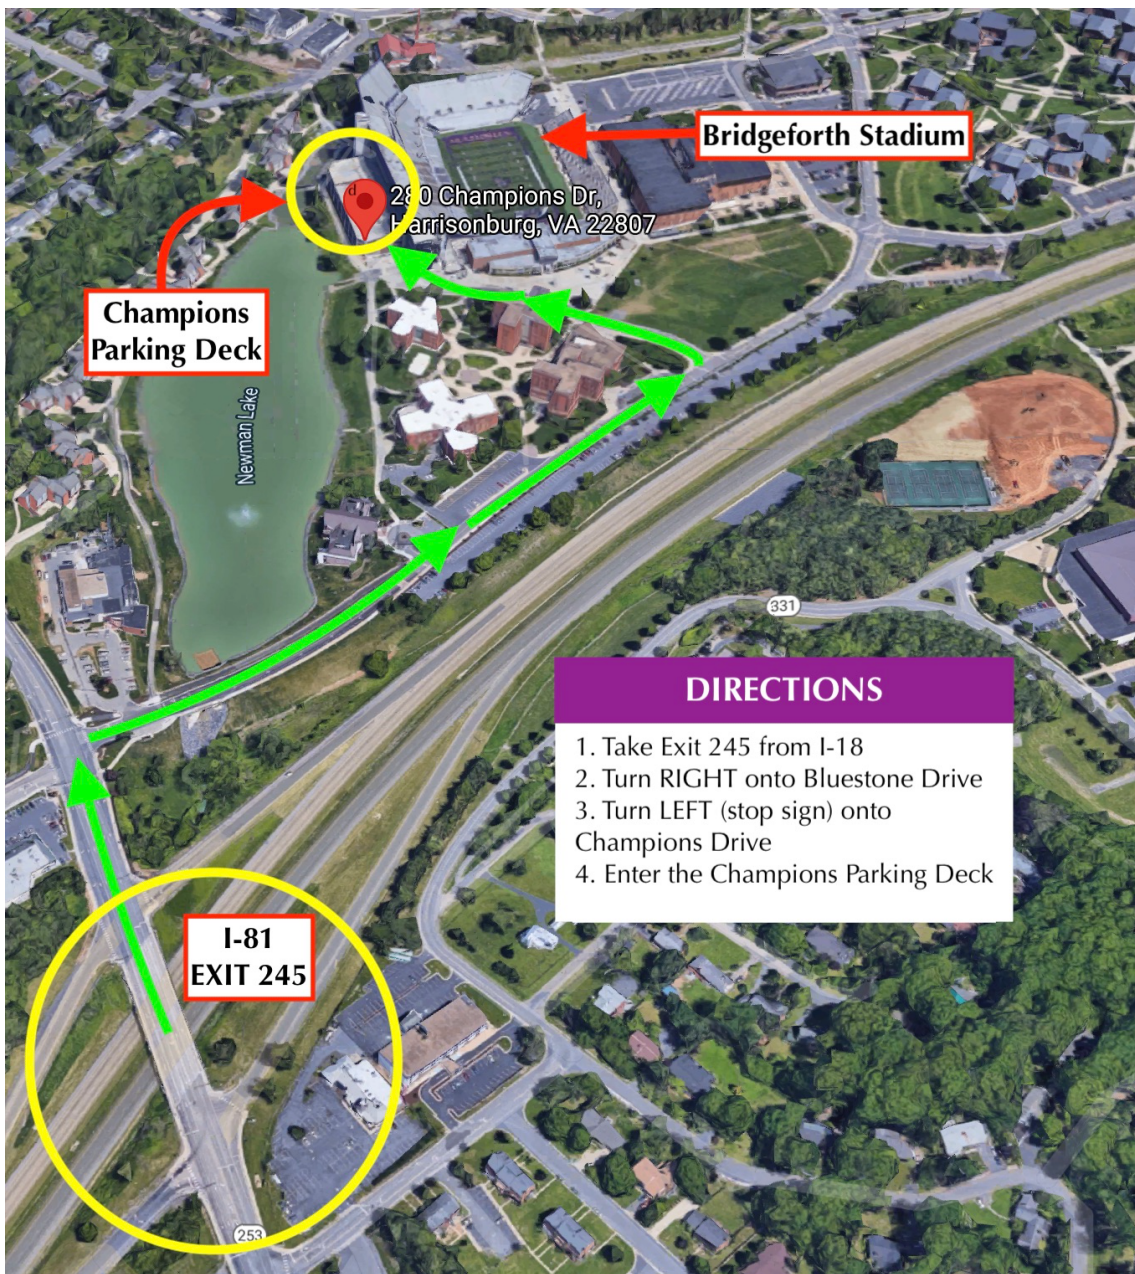 Bridgeforth Stadium
d
280 Champions Dr,
Harrisonburg, VA 22807
Champions
Parking Deck
Newman Lake
331
DIRECTIONS
1. Take Exit 245 from I-18
2. Turn RIGHT onto Bluestone Drive
3. Turn LEFT (stop sign) onto
Champions Drive
4. Enter the Champions Parking Deck
I-81
EXIT 245
253